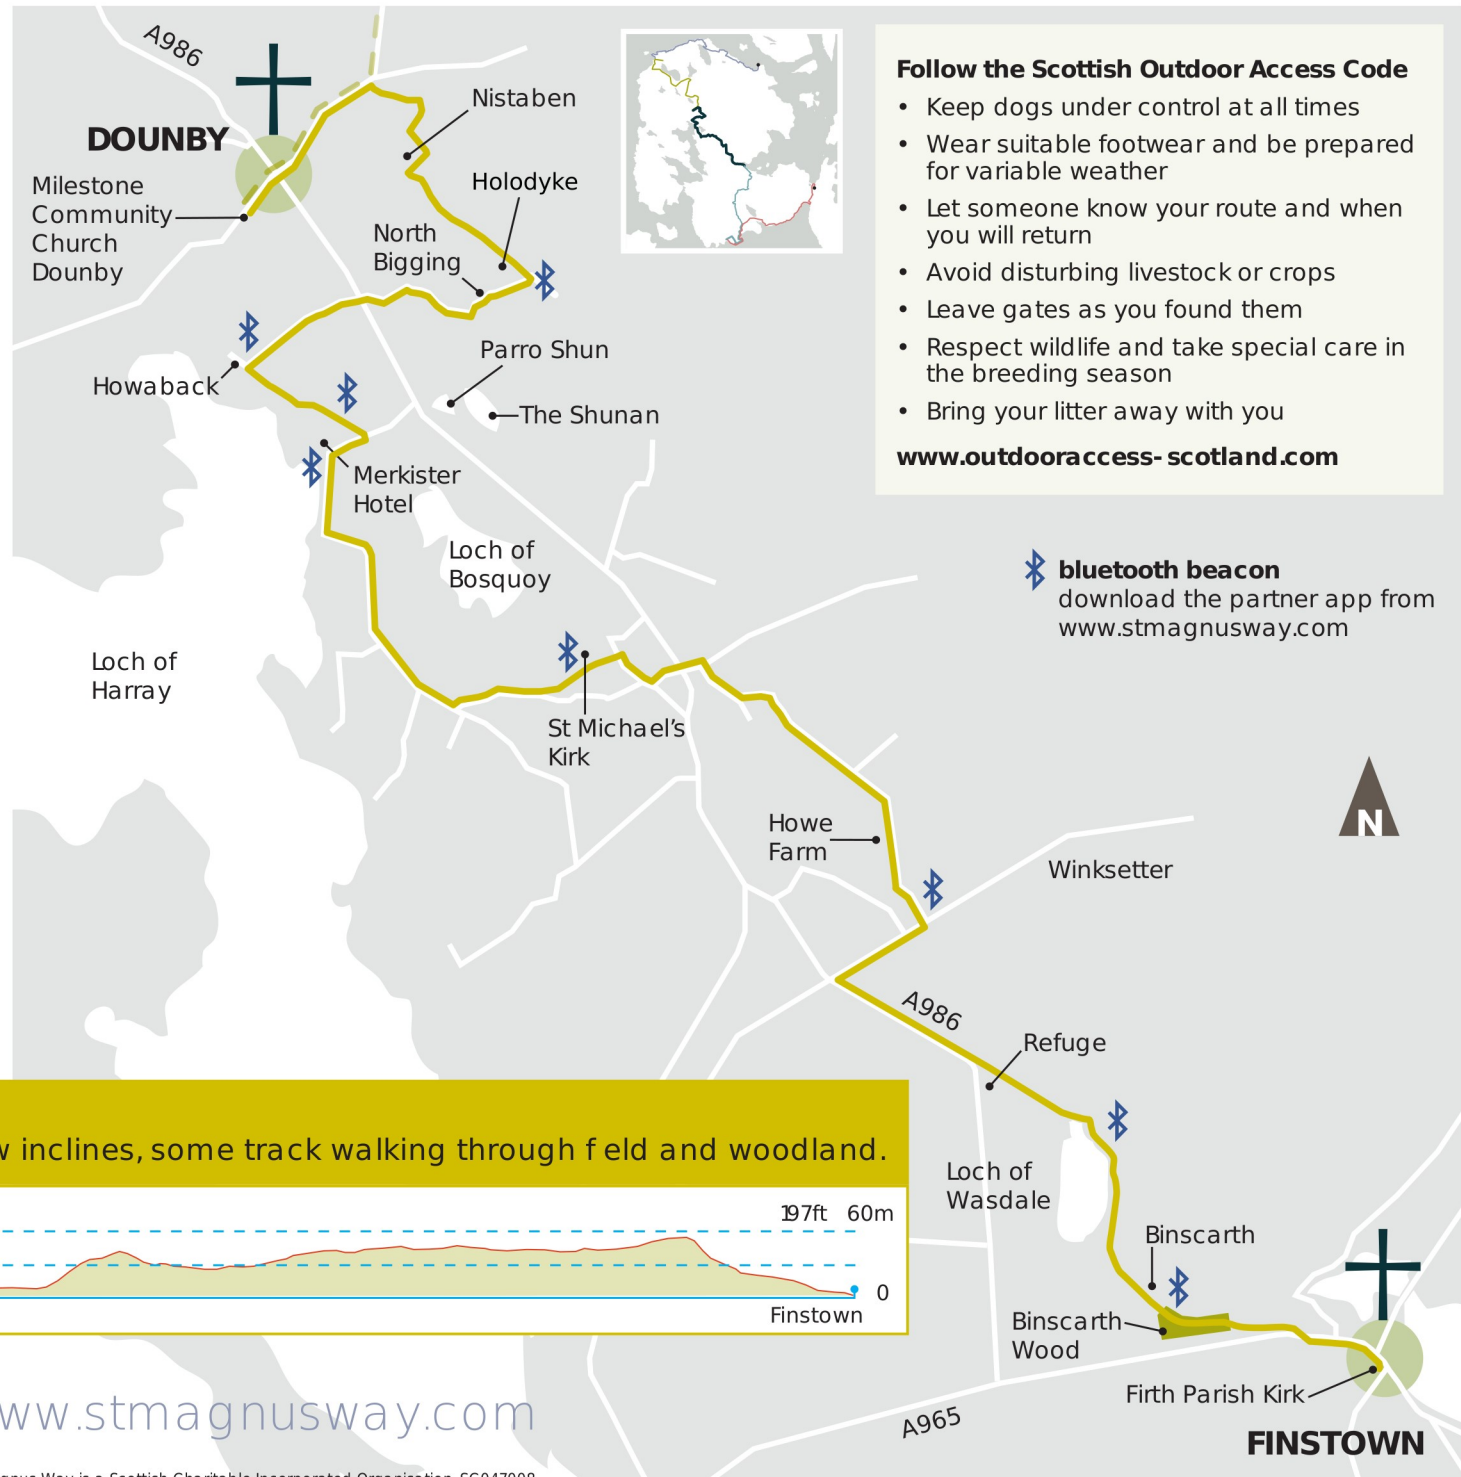 A986
DOUNBY
Milestone
Community
Church
Dounby
Nistaben
Holodyke
North
Bigging
Howaback
Parro Shun
The Shunan
Merkister
Hotel
Loch of
Bosquoy
Loch of
Harray
St Michael's
Kirk
Howe
Farm
Winksetter
A986
Refuge
Loch of
Wasdale
Binscarth
Binscarth
Wood
Firth Parish Kirk
A965
FINSTOWN
N
Follow the Scottish Outdoor Access Code
• Keep dogs under control at all times
• Wear suitable footwear and be prepared
for variable weather
• Let someone know your route and when
you will return
• Avoid disturbing livestock or crops
• Leave gates as you found them
• Respect wildlife and take special care in
the breeding season
• Bring your litter away with you
www.outdooraccess-scotland.com
bluetooth beacon
download the partner app from
www.stmagnusway.com
inclines, some track walking through f eld and woodland.
197ft 60m
0
Finstown
ww.stmagnusway.com